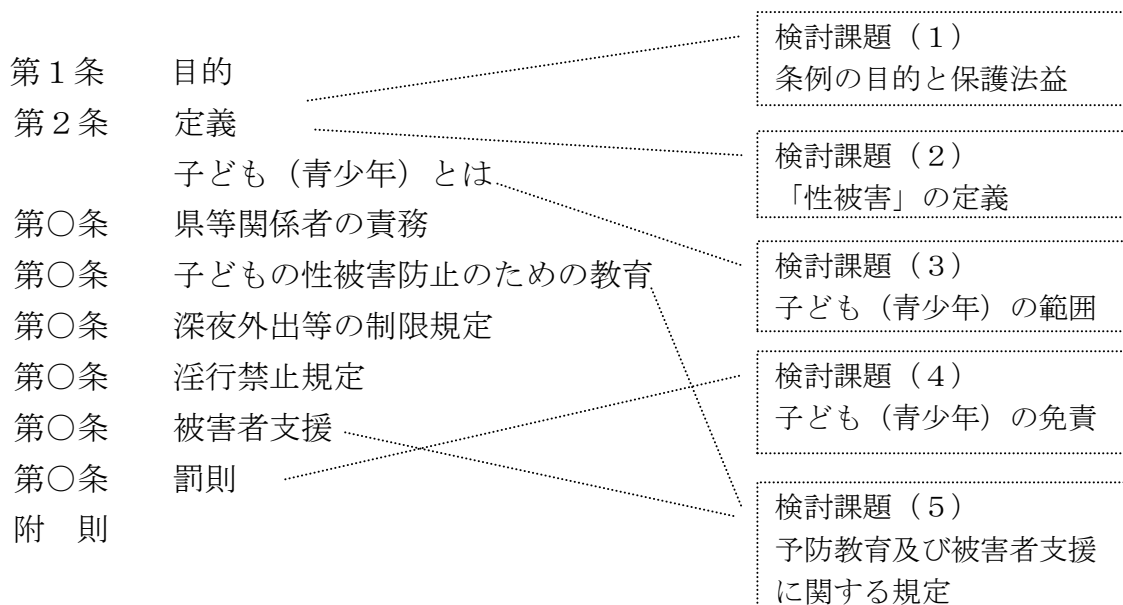 第１条　目的
第２条　定義
子ども（青少年）とは
第○条　県等関係者の責務
第○条　子どもの性被害防止のための教育
第○条　深夜外出等の制限規定
第○条　淫行禁止規定
第○条　被害者支援
第○条　罰則
附　則
検討課題（１）
条例の目的と保護法益
検討課題（２）
「性被害」の定義
検討課題（３）
子ども（青少年）の範囲
検討課題（４）
子ども（青少年）の免責
検討課題（５）
予防教育及び被害者支援
に関する規定